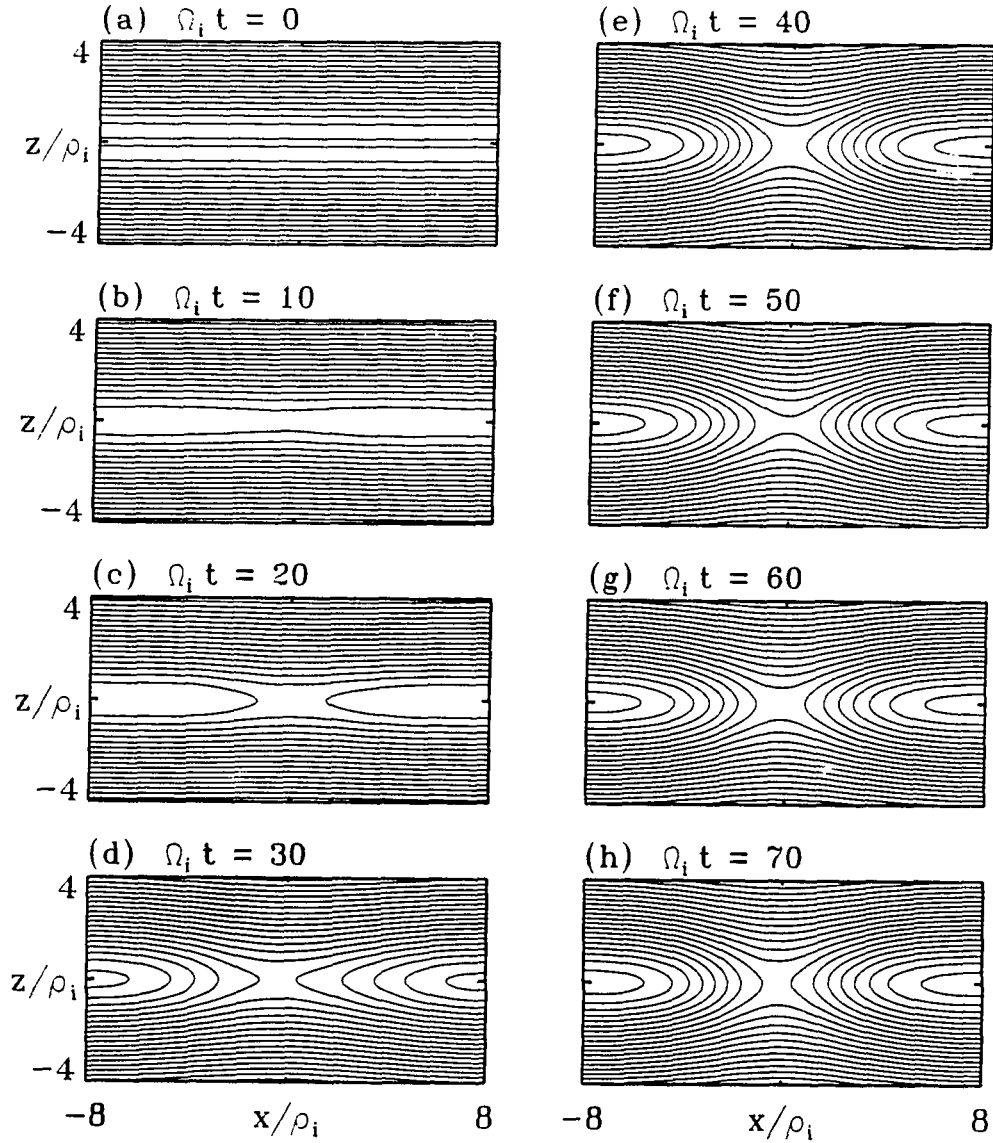 (a) Ωᵢ t = 0
4
z/ρᵢ
−4
(b) Ωᵢ t = 10
4
z/ρᵢ
−4
(c) Ωᵢ t = 20
4
z/ρᵢ
−4
(d) Ωᵢ t = 30
4
z/ρᵢ
−4
−8 x/ρᵢ 8
(e) Ωᵢ t = 40
(f) Ωᵢ t = 50
(g) Ωᵢ t = 60
(h) Ωᵢ t = 70
−8 x/ρᵢ 8